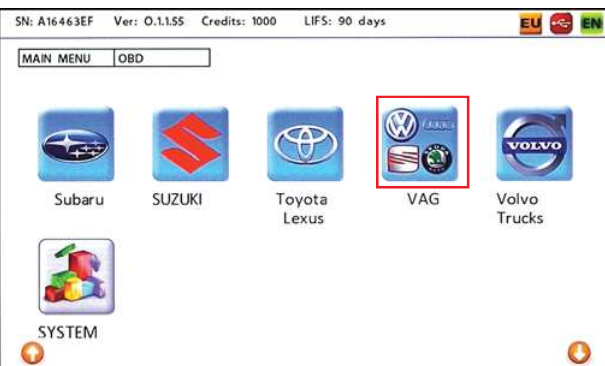 SN: A16463EF Ver: 0.1.1.55 Credits: 1000 LIFS: 90 days EU EN
MAIN MENU OBD
VOLVO
Subaru SUZUKI Toyota Lexus VAG Volvo Trucks
SYSTEM